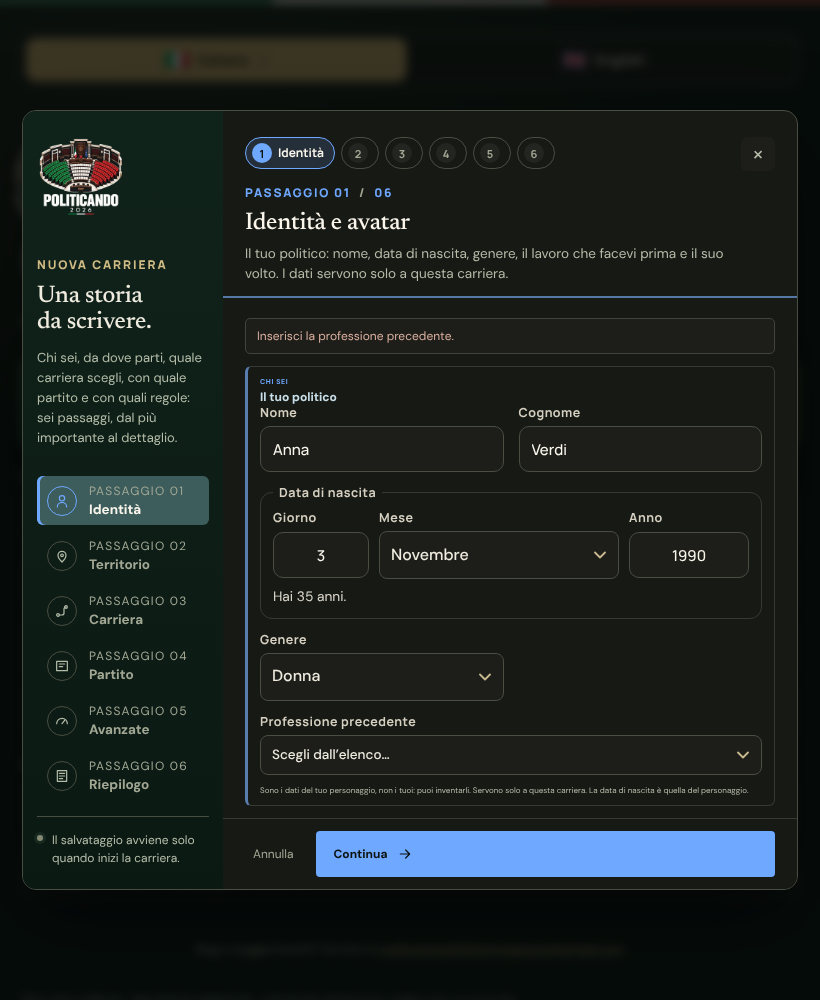 POLITICANDO
2026
NUOVA CARRIERA
Una storia
da scrivere.
Chi sei, da dove parti, quale
carriera scegli, con quale
partito e con quali regole:
sei passaggi, dal più
importante al dettaglio.
PASSAGGIO 01
Identità
PASSAGGIO 02
Territorio
PASSAGGIO 03
Carriera
PASSAGGIO 04
Partito
PASSAGGIO 05
Avanzate
PASSAGGIO 06
Riepilogo
Il salvataggio avviene solo
quando inizi la carriera.
1 Identità 2 3 4 5 6
PASSAGGIO 01 / 06
Identità e avatar
Il tuo politico: nome, data di nascita, genere, il lavoro che facevi prima e il suo
volto. I dati servono solo a questa carriera.
Inserisci la professione precedente.
CHI SEI
Il tuo politico
Nome Cognome
Anna Verdi
Data di nascita
Giorno Mese Anno
3 Novembre 1990
Hai 35 anni.
Genere
Donna
Professione precedente
Scegli dall'elenco...
Sono i dati del tuo personaggio, non i tuoi: puoi inventarli. Servono solo a questa carriera. La data di nascita è quella del personaggio.
Annulla Continua →